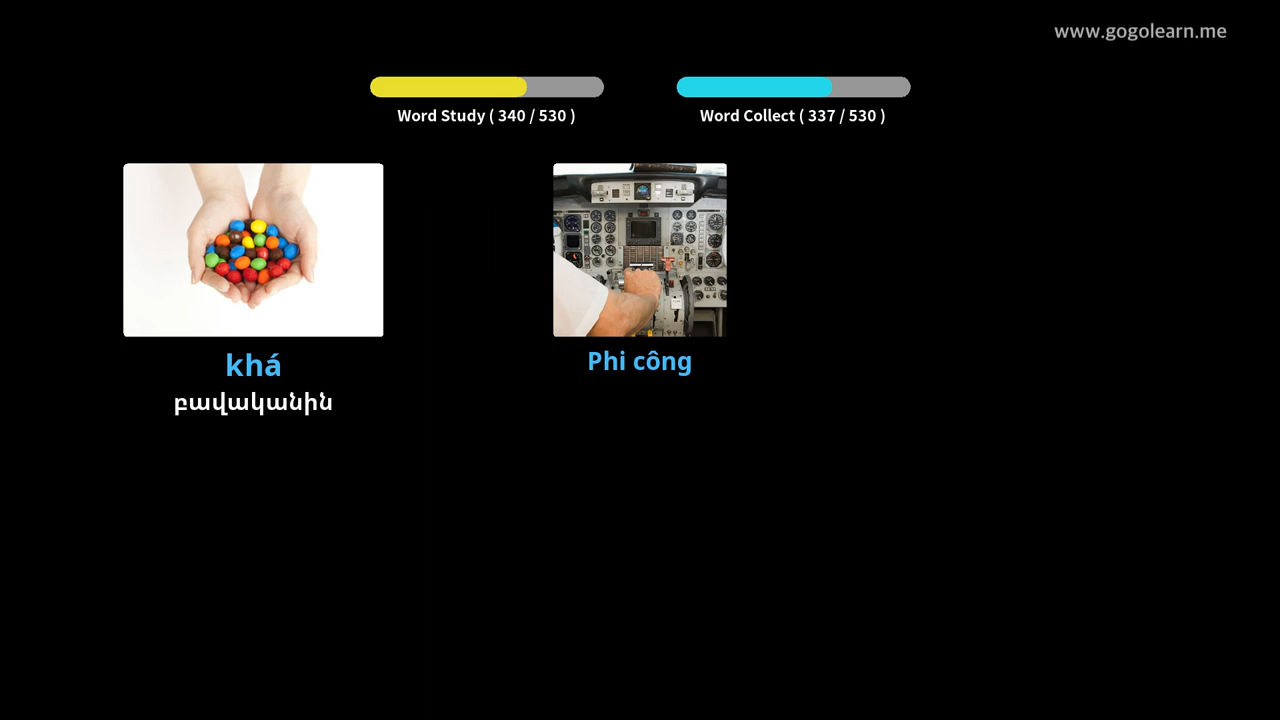 www.gogolearn.me
Word Study ( 340 / 530 )
Word Collect ( 337 / 530 )
khá
բավականին
Phi công